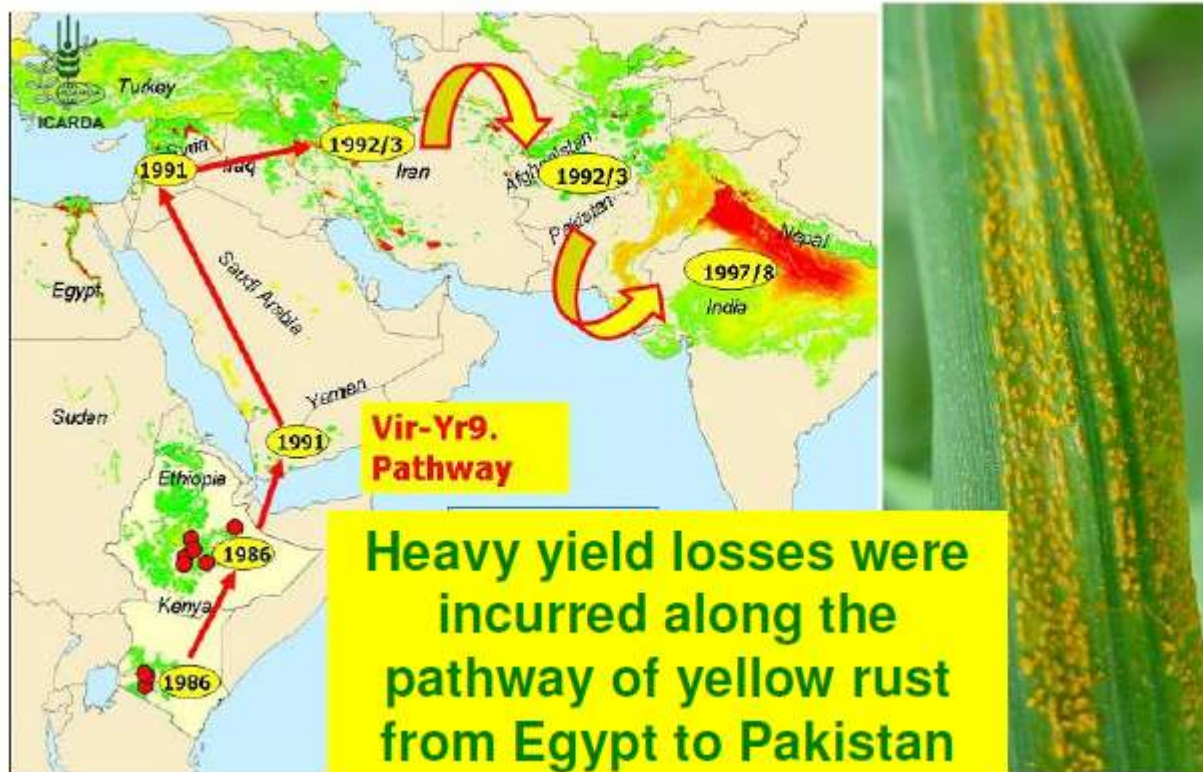 Turkey
ICARDA
Syria
1991
Iraq
1992/3
Iran
Afghanistan
1992/3
Pakistan
Nepal
1997/8
India
Egypt
Saudi Arabia
Sudan
Yemen
1991
Vir-Yr9.
Pathway
Ethiopia
1986
Kenya
1986
Heavy yield losses were
incurred along the
pathway of yellow rust
from Egypt to Pakistan